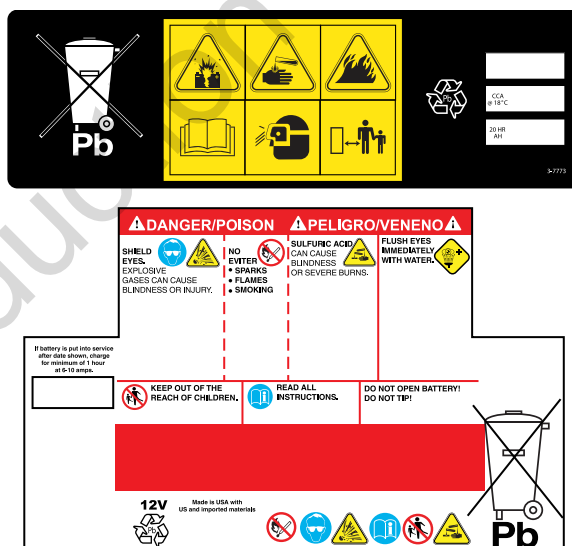 Pb
Pb
CCA
@ 18°C
20 HR
AH
3-7773
DANGER/POISON
PELIGRO/VENENO
SHIELD
EYES.
EXPLOSIVE
GASES CAN CAUSE
BLINDNESS OR INJURY.
NO
EVITER
• SPARKS
• FLAMES
• SMOKING
SULFURIC ACID
CAN CAUSE
BLINDNESS
OR SEVERE BURNS.
FLUSH EYES
IMMEDIATELY
WITH WATER.
If battery is put into service
after date shown, charge
for minimum of 1 hour
at 6-10 amps.
KEEP OUT OF THE
REACH OF CHILDREN.
READ ALL
INSTRUCTIONS.
DO NOT OPEN BATTERY!
DO NOT TIP!
12V
Pb
Made is USA with
US and imported materials
Pb